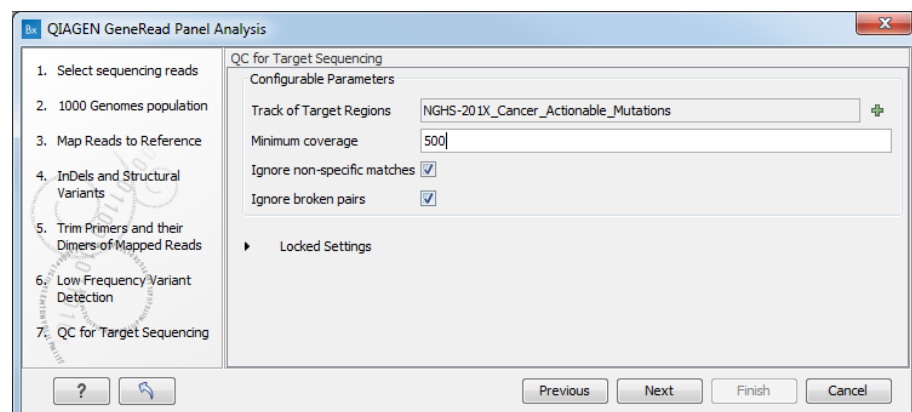 Bx QIAGEN GeneRead Panel Analysis
x
1. Select sequencing reads
2. 1000 Genomes population
3. Map Reads to Reference
4. InDels and Structural
Variants
5. Trim Primers and their
Dimers of Mapped Reads
6. Low Frequency Variant
Detection
7. QC for Target Sequencing
QC for Target Sequencing
Configurable Parameters
Track of Target Regions NGHS-201X_Cancer_Actionable_Mutations
Minimum coverage 500
Ignore non-specific matches
Ignore broken pairs
Locked Settings
? Previous Next Finish Cancel